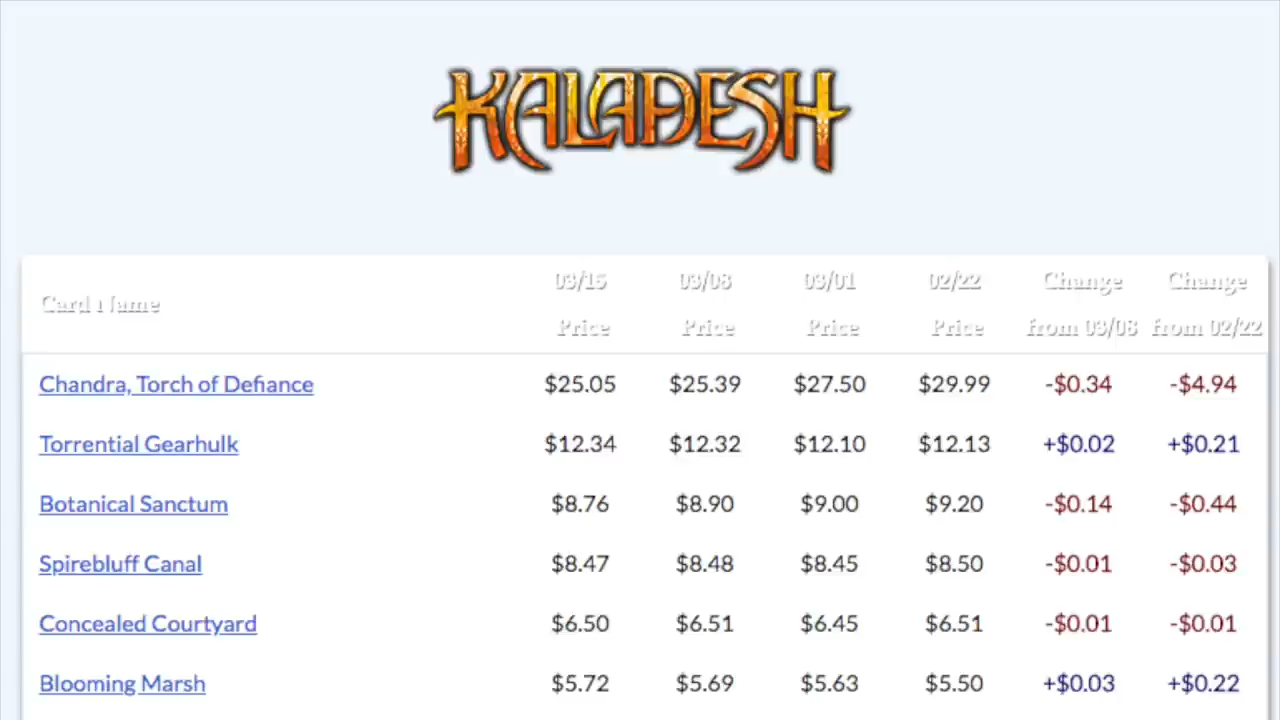 KALADESH
Card Name 03/15 Price 03/08 Price 03/01 Price 02/22 Price Change from 03/08 Change from 02/22
Chandra, Torch of Defiance $25.05 $25.39 $27.50 $29.99 -$0.34 -$4.94
Torrential Gearhulk $12.34 $12.32 $12.10 $12.13 +$0.02 +$0.21
Botanical Sanctum $8.76 $8.90 $9.00 $9.20 -$0.14 -$0.44
Spirebluff Canal $8.47 $8.48 $8.45 $8.50 -$0.01 -$0.03
Concealed Courtyard $6.50 $6.51 $6.45 $6.51 -$0.01 -$0.01
Blooming Marsh $5.72 $5.69 $5.63 $5.50 +$0.03 +$0.22